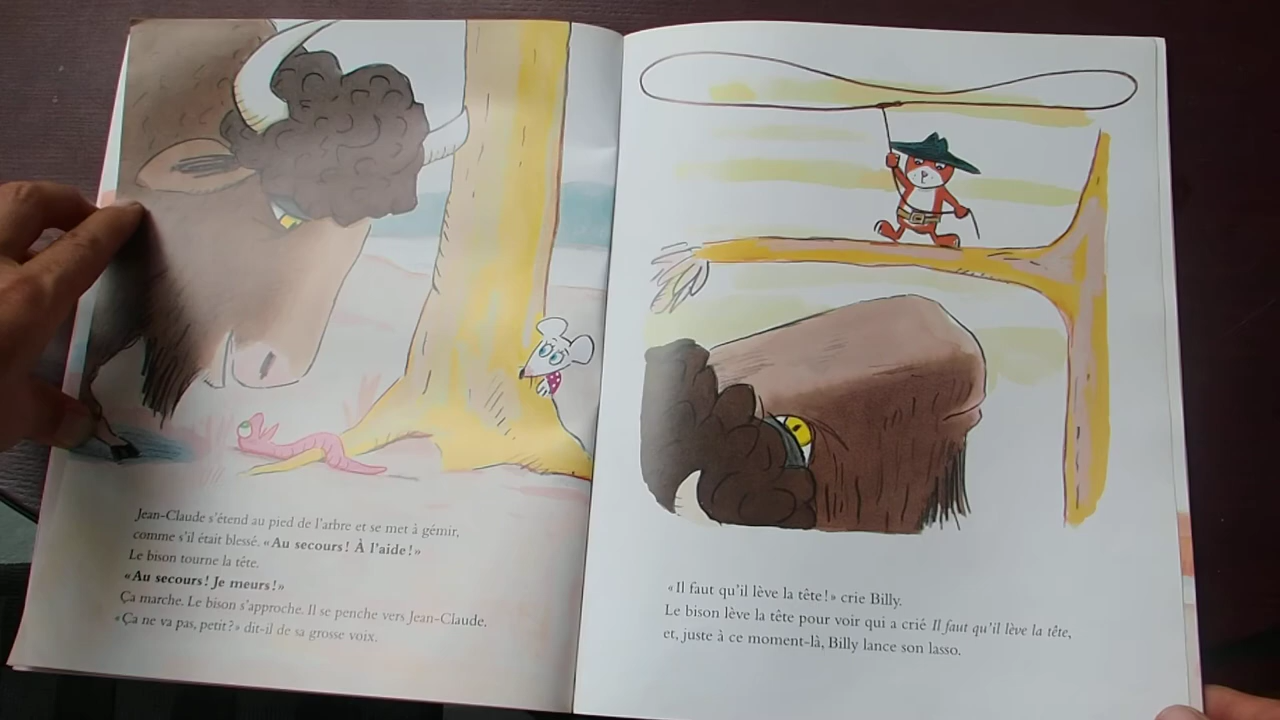 Jean-Claude s'étend au pied de l'arbre et se met à gémir,
comme s'il était blessé. «Au secours! À l'aide!»
Le bison tourne la tête.
«Au secours! Je meurs!»
Ça marche. Le bison s'approche. Il se penche vers Jean-Claude.
«Ça ne va pas, petit?» dit-il de sa grosse voix.
«Il faut qu'il lève la tête!» crie Billy.
Le bison lève la tête pour voir qui a crié Il faut qu'il lève la tête,
et, juste à ce moment-là, Billy lance son lasso.